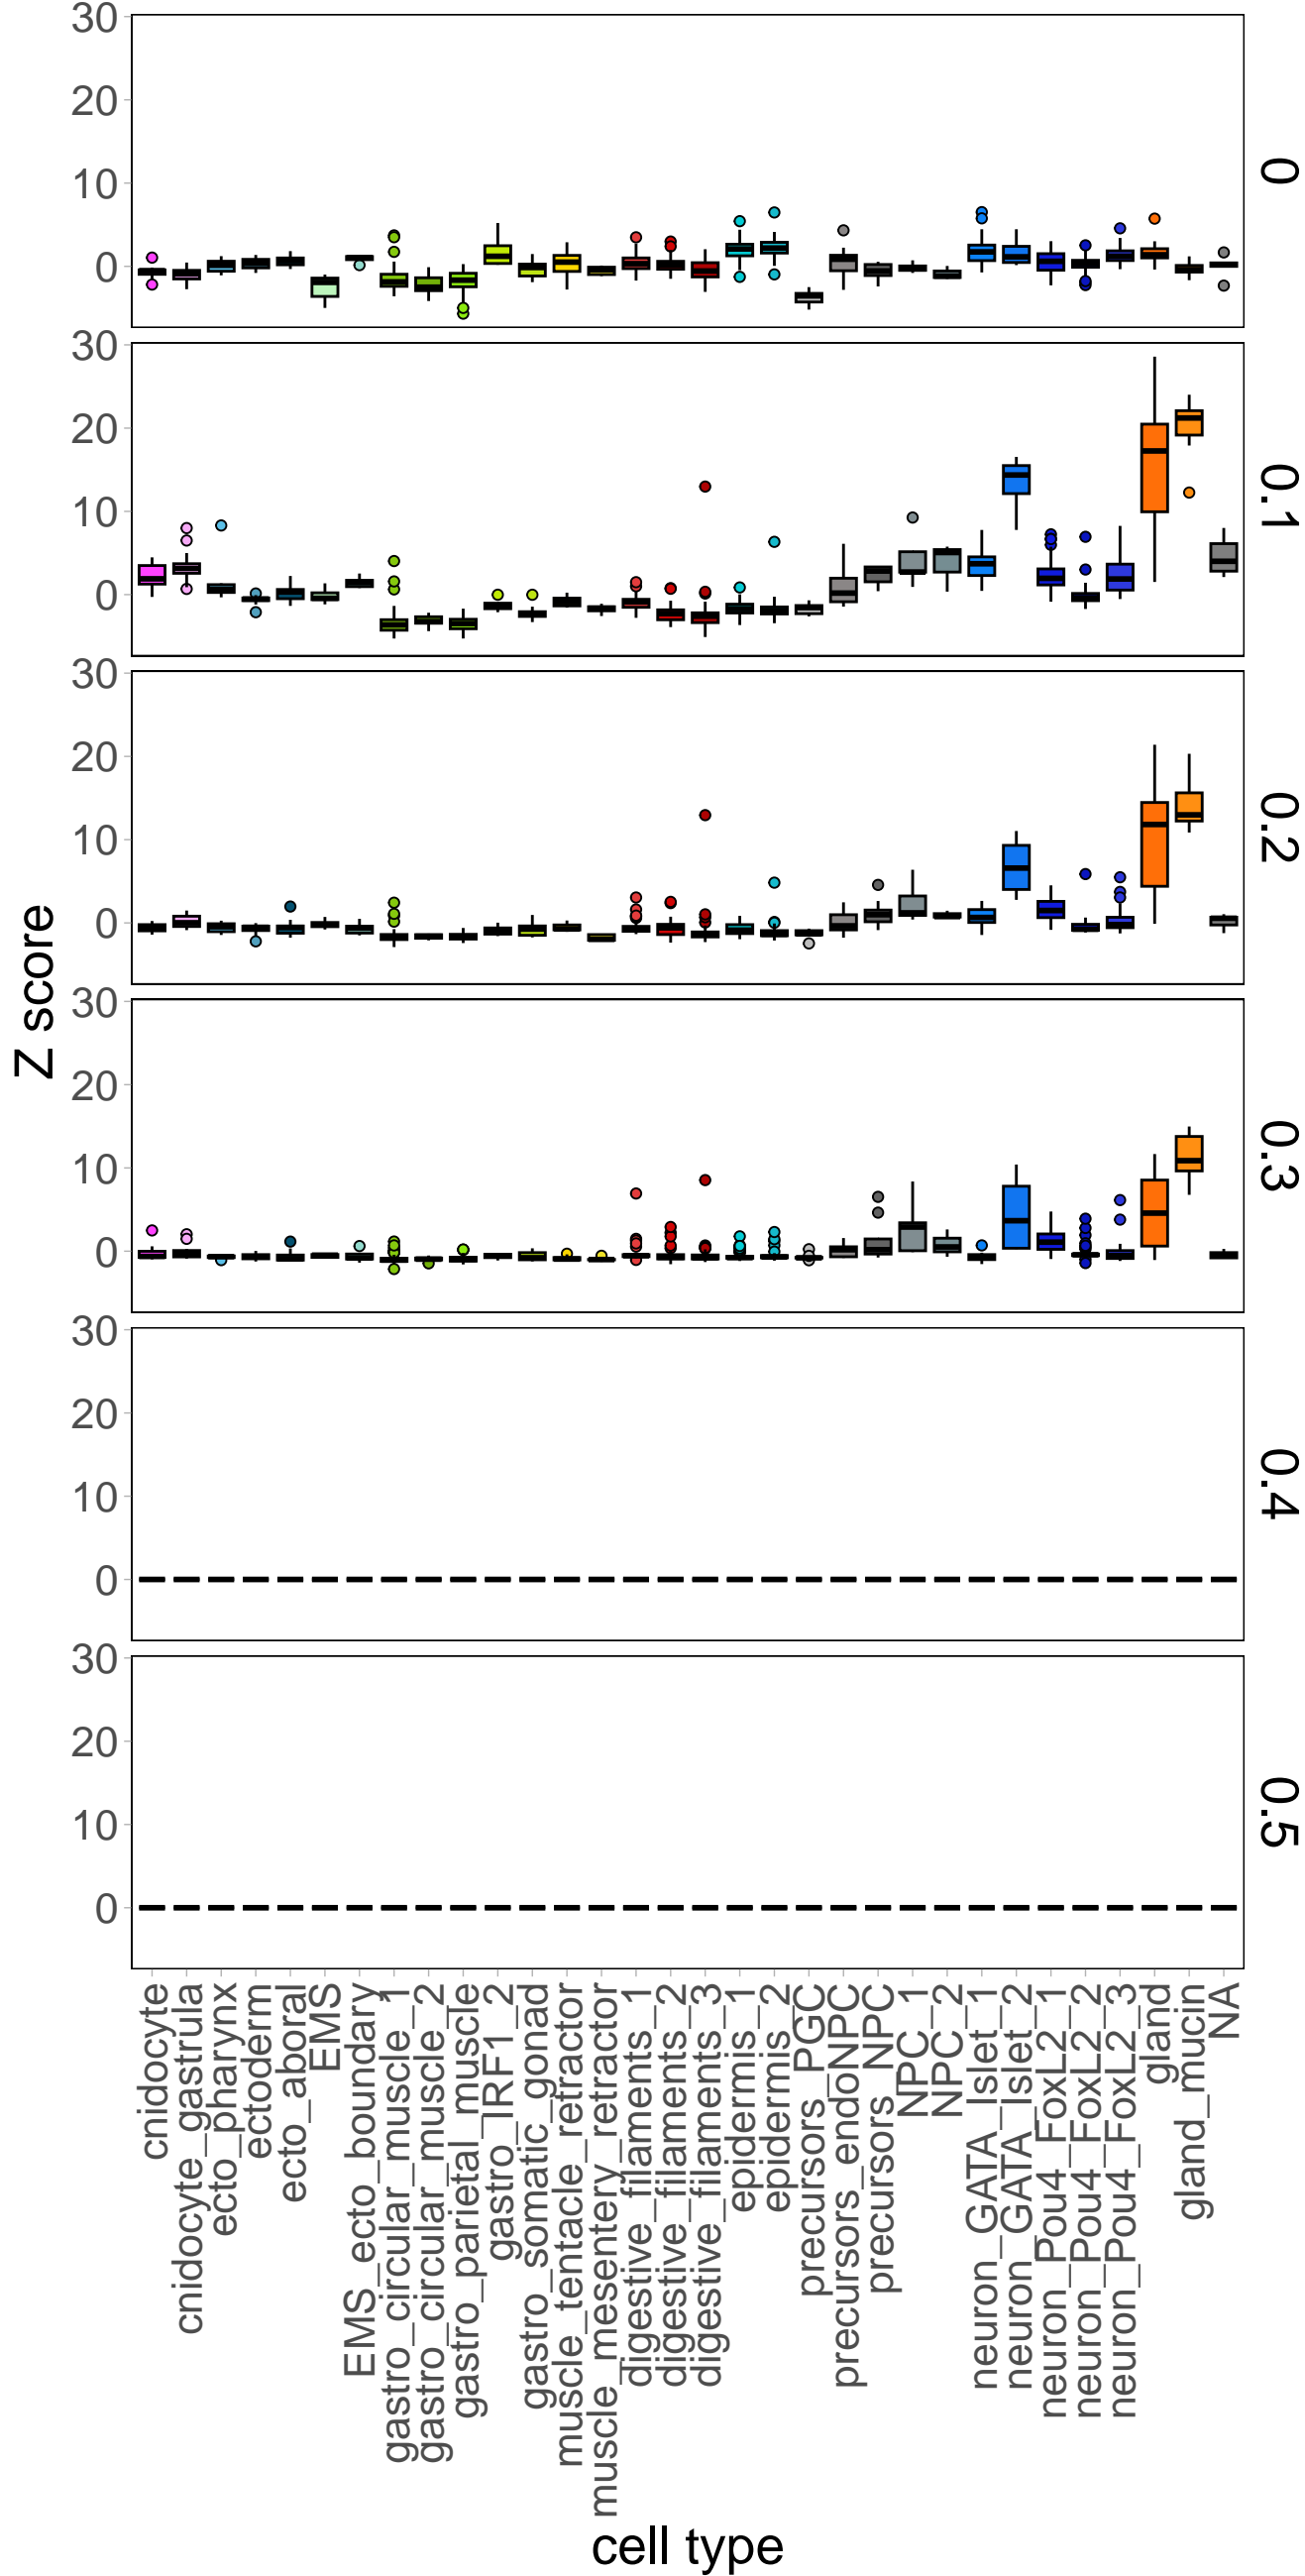 30
20
10
0
0
30
20
10
0
0.1
30
20
10
0
0.2
Z score
30
20
10
0
0.3
30
20
10
0
0.4
30
20
10
0
0.5
cnidocyte
cnidocyte_gastrula
ecto_pharynx
ectoderm
ecto_aboral
EMS
EMS_ecto_boundary
gastro_circular_muscle_1
gastro_circular_muscle_2
gastro_parietal_muscle
gastro_IRF1_2
gastro_somatic_gonad
muscle_tentacle_retractor
muscle_mesentery_retractor
digestive_filaments_1
digestive_filaments_2
digestive_filaments_3
epidermis_1
epidermis_2
precursors_PGC
precursors_endoNPC
precursors_NPC
NPC_1
NPC_2
neuron_GATA_Islet_1
neuron_GATA_Islet_2
neuron_Pou4_FoxL2_1
neuron_Pou4_FoxL2_2
neuron_Pou4_FoxL2_3
gland
gland_mucin
NA
cell type